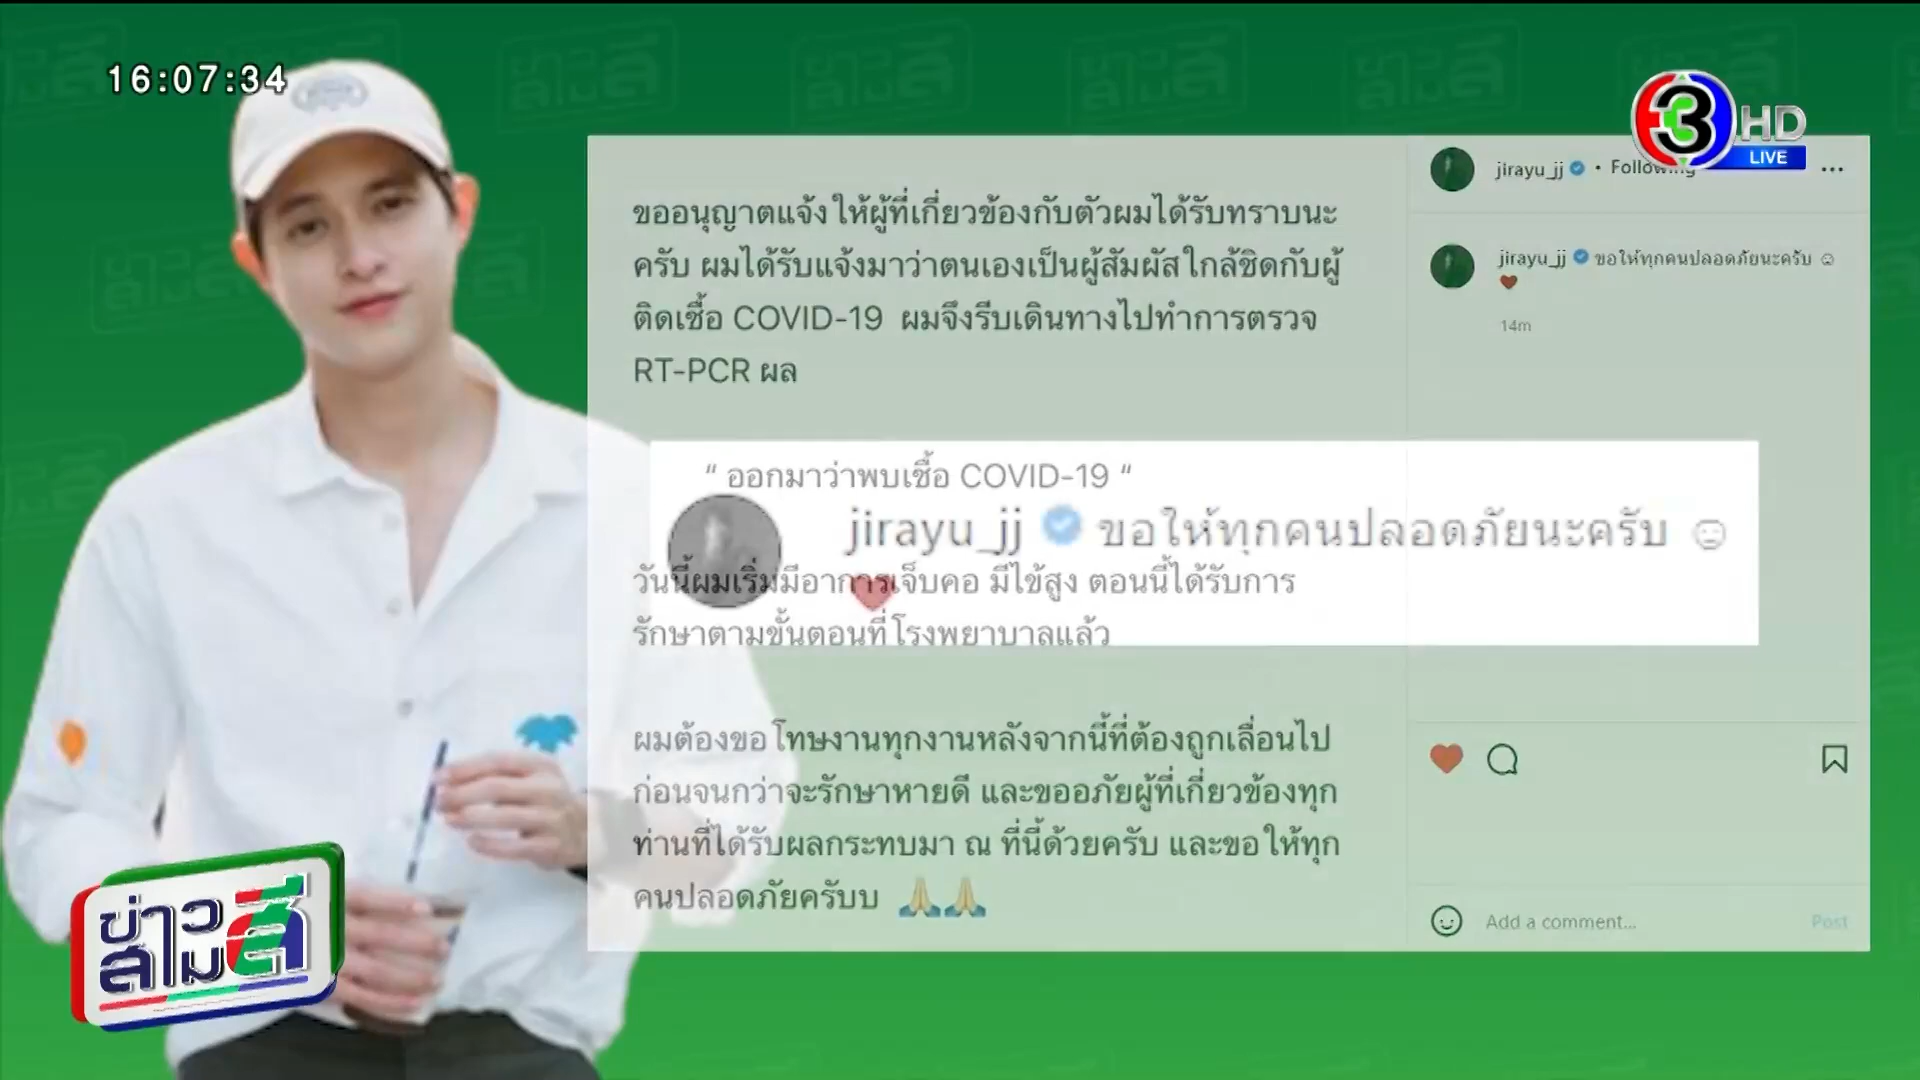 16:07:34
3 HD
LIVE
jirayu_jj • Following
ขออนุญาตแจ้งให้ผู้ที่เกี่ยวข้องกับตัวผมได้รับทราบนะ
ครับ ผมได้รับแจ้งมาว่าตนเองเป็นผู้สัมผัสใกล้ชิดกับผู้
ติดเชื้อ COVID-19 ผมจึงรีบเดินทางไปทำการตรวจ
RT-PCR ผล
jirayu_jj ขอให้ทุกคนปลอดภัยนะครับ ☺
❤
14m
“ ออกมาว่าพบเชื้อ COVID-19 “
jirayu_jj ขอให้ทุกคนปลอดภัยนะครับ ☺
❤
วันนี้ผมเริ่มมีอาการเจ็บคอ มีไข้สูง ตอนนี้ได้รับการ
รักษาตามขั้นตอนที่โรงพยาบาลแล้ว
ผมต้องขอโทษงานทุกงานหลังจากนี้ที่ต้องถูกเลื่อนไป
ก่อนจนกว่าจะรักษาหายดี และขออภัยผู้ที่เกี่ยวข้องทุก
ท่านที่ได้รับผลกระทบมา ณ ที่นี้ด้วยครับ และขอให้ทุก
คนปลอดภัยครับบ 🙏🙏
Add a comment... Post
ข่าว
3 สี
สามสี